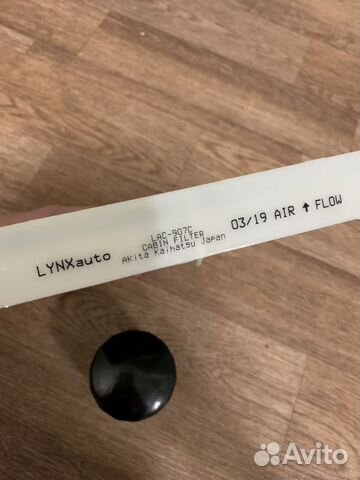 LYNXauto
LAC-907C
CABIN FILTER
AKita Kaihatsu Japan
03/19 AIR ↑ FLOW
Avito